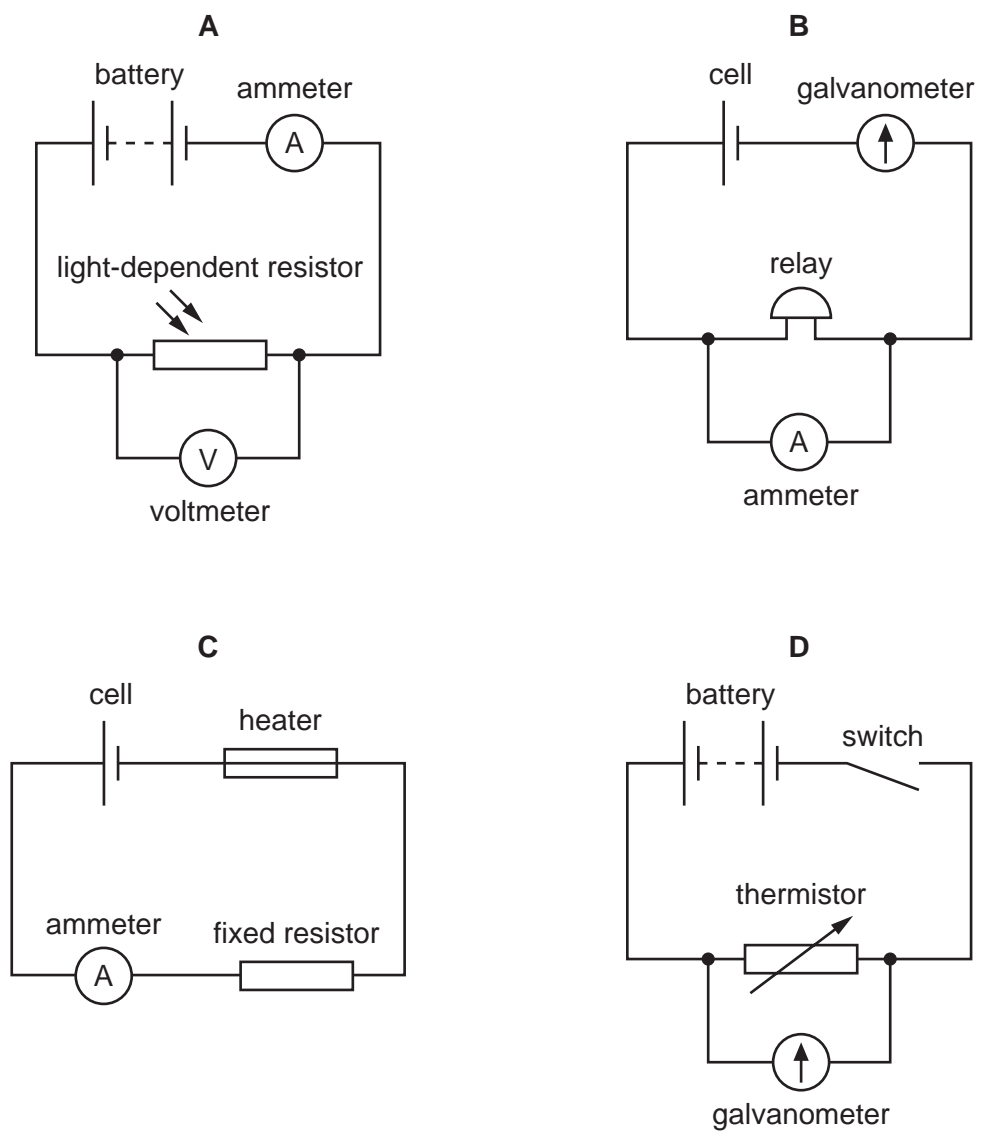 A
battery
ammeter
A
light-dependent resistor
V
voltmeter
B
cell
galvanometer
relay
A
ammeter
C
cell
heater
ammeter
fixed resistor
A
D
battery
switch
thermistor
galvanometer